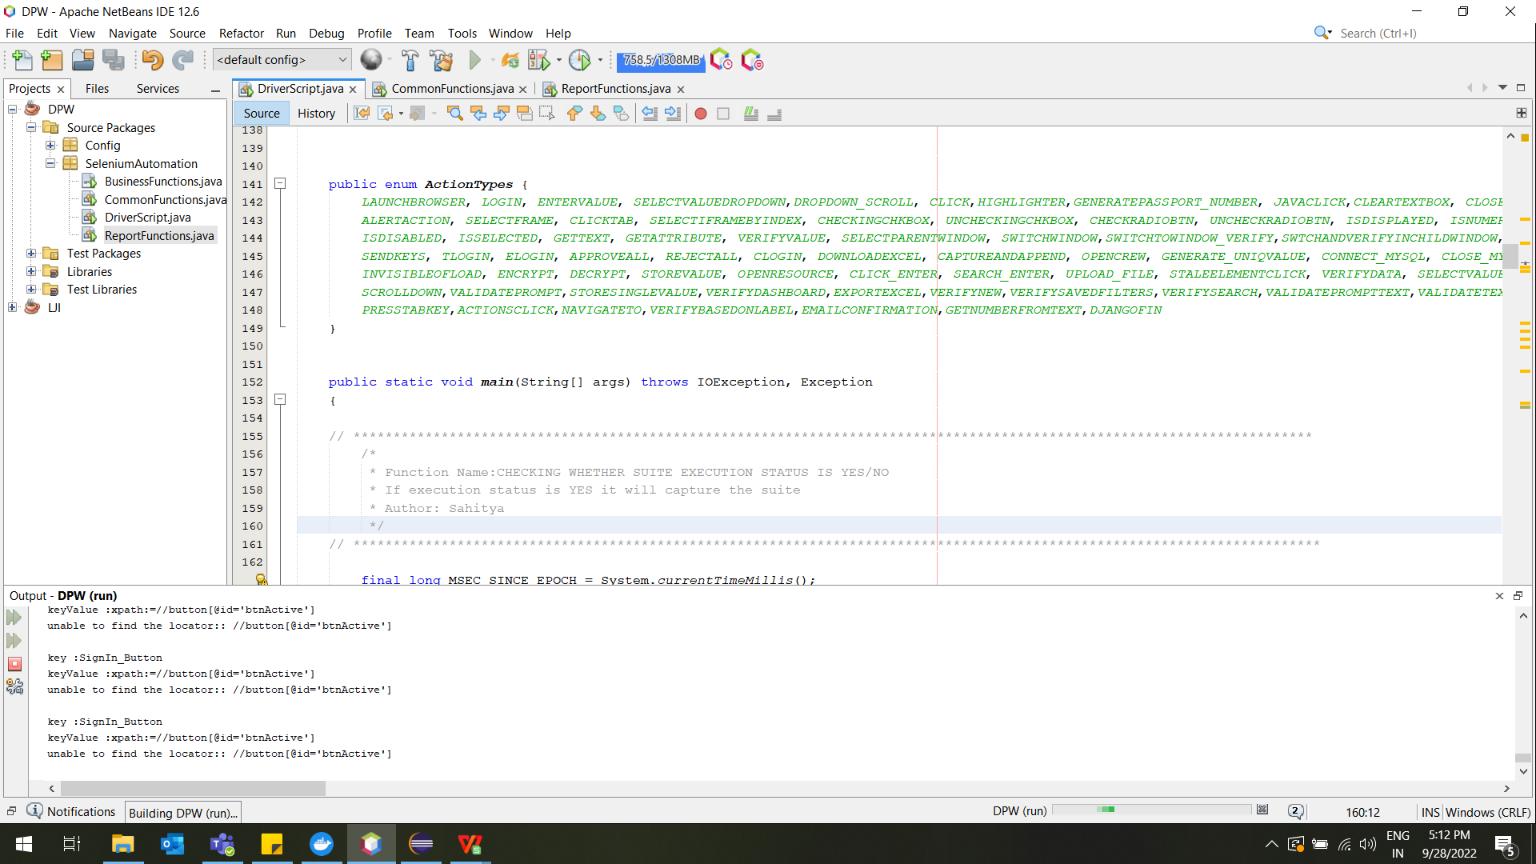 DPW - Apache NetBeans IDE 12.6
File Edit View Navigate Source Refactor Run Debug Profile Team Tools Window Help
Search (Ctrl+I)
<default config>
758.5/1308MB
Projects Files Services
DriverScript.java CommonFunctions.java ReportFunctions.java
Source History
DPW
Source Packages
Config
SeleniumAutomation
BusinessFunctions.java
CommonFunctions.java
DriverScript.java
ReportFunctions.java
Test Packages
Libraries
Test Libraries
IJI
138
139
140
141 public enum ActionTypes {
142 LAUNCHBROWSER, LOGIN, ENTERVALUE, SELECTVALUEDROPDOWN,DROPDOWN_SCROLL, CLICK,HIGHLIGHTER,GENERATEPASSPORT_NUMBER, JAVACLICK,CLEARTEXTBOX, CLOSE
143 ALERTACTION, SELECTFRAME, CLICKTAB, SELECTIFRAMEBYINDEX, CHECKINGCHKBOX, UNCHECKINGCHKBOX, CHECKRADIOBTN, UNCHECKRADIOBTN, ISDISPLAYED, ISNUMER
144 ISDISABLED, ISSELECTED, GETTEXT, GETATTRIBUTE, VERIFYVALUE, SELECTPARENTWINDOW, SWITCHWINDOW,SWITCHTOWINDOW_VERIFY,SWTCHANDVERIFYINCHILDWINDOW,
145 SENDKEYS, TLOGIN, ELOGIN, APPROVEALL, REJECTALL, CLOGIN, DOWNLOADEXCEL, CAPTUREANDAPPEND, OPENCREW, GENERATE_UNIQVALUE, CONNECT_MYSQL, CLOSE_MY
146 INVISIBLEOFLOAD, ENCRYPT, DECRYPT, STOREVALUE, OPENRESOURCE, CLICK_ENTER, SEARCH_ENTER, UPLOAD_FILE, STALEELEMENTCLICK, VERIFYDATA, SELECTVALUE
147 SCROLLDOWN,VALIDATEPROMPT,STORESINGLEVALUE,VERIFYDASHBOARD,EXPORTEXCEL,VERIFYNEW,VERIFYSAVEDFILTERS,VERIFYSEARCH,VALIDATEPROMPTTEXT,VALIDATETEX
148 PRESSTABKEY,ACTIONSCLICK,NAVIGATETO,VERIFYBASEDONLABEL,EMAILCONFIRMATION,GETNUMBERFROMTEXT,DJANGOFIN
149 }
150
151
152 public static void main(String[] args) throws IOException, Exception
153 {
154
155 // ************************************************************************************************************************
156 /*
157 * Function Name:CHECKING WHETHER SUITE EXECUTION STATUS IS YES/NO
158 * If execution status is YES it will capture the suite
159 * Author: Sahitya
160 */
161 // *************************************************************************************************************************
162
final long MSEC_SINCE_EPOCH = System.currentTimeMillis();
Output - DPW (run)
keyValue :xpath:=//button[@id='btnActive']
unable to find the locator:: //button[@id='btnActive']
key :SignIn_Button
keyValue :xpath:=//button[@id='btnActive']
unable to find the locator:: //button[@id='btnActive']
key :SignIn_Button
keyValue :xpath:=//button[@id='btnActive']
unable to find the locator:: //button[@id='btnActive']
Notifications Building DPW (run)... DPW (run) 2 160:12 INS Windows (CRLF)
ENG
IN
5:12 PM
9/28/2022
5